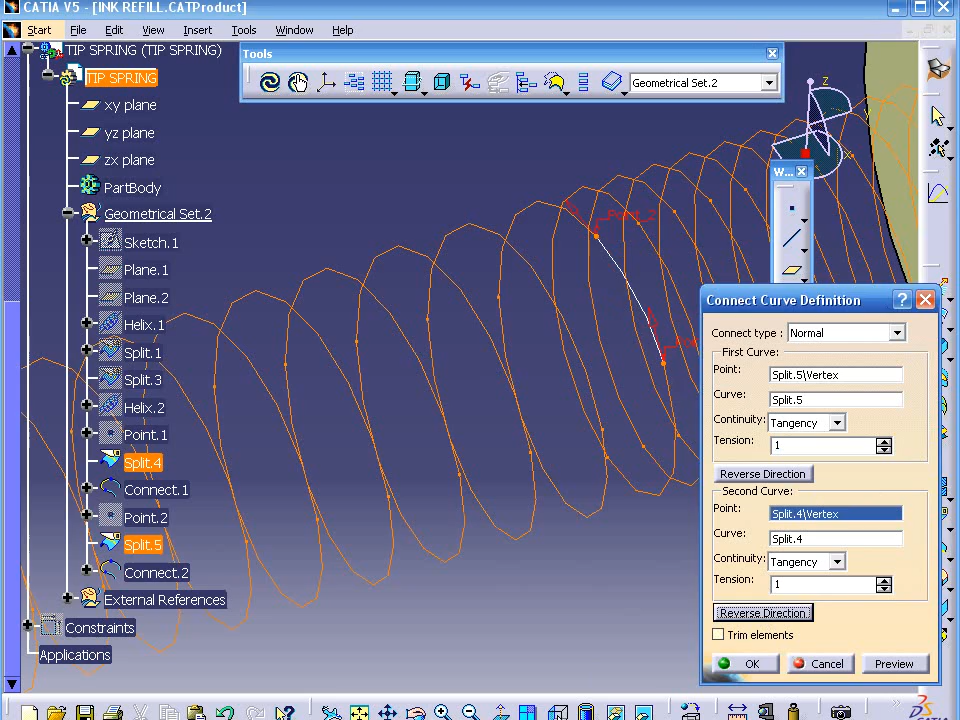 CATIA V5 - [INK REFILL.CATProduct]
Start File Edit View Insert Tools Window Help
TIP SPRING (TIP SPRING)
TIP SPRING
xy plane
yz plane
zx plane
PartBody
Geometrical Set.2
Sketch.1
Plane.1
Plane.2
Helix.1
Split.1
Split.3
Helix.2
Point.1
Split.4
Connect.1
Point.2
Split.5
Connect.2
External References
Constraints
Applications
Tools
Geometrical Set.2
z
x
Point_2
W...
Connect Curve Definition
Connect type : Normal
First Curve:
Point: Split.5\Vertex
Curve: Split.5
Continuity: Tangency
Tension: 1
Reverse Direction
Second Curve:
Point: Split.4\Vertex
Curve: Split.4
Continuity: Tangency
Tension: 1
Reverse Direction
Trim elements
OK Cancel Preview